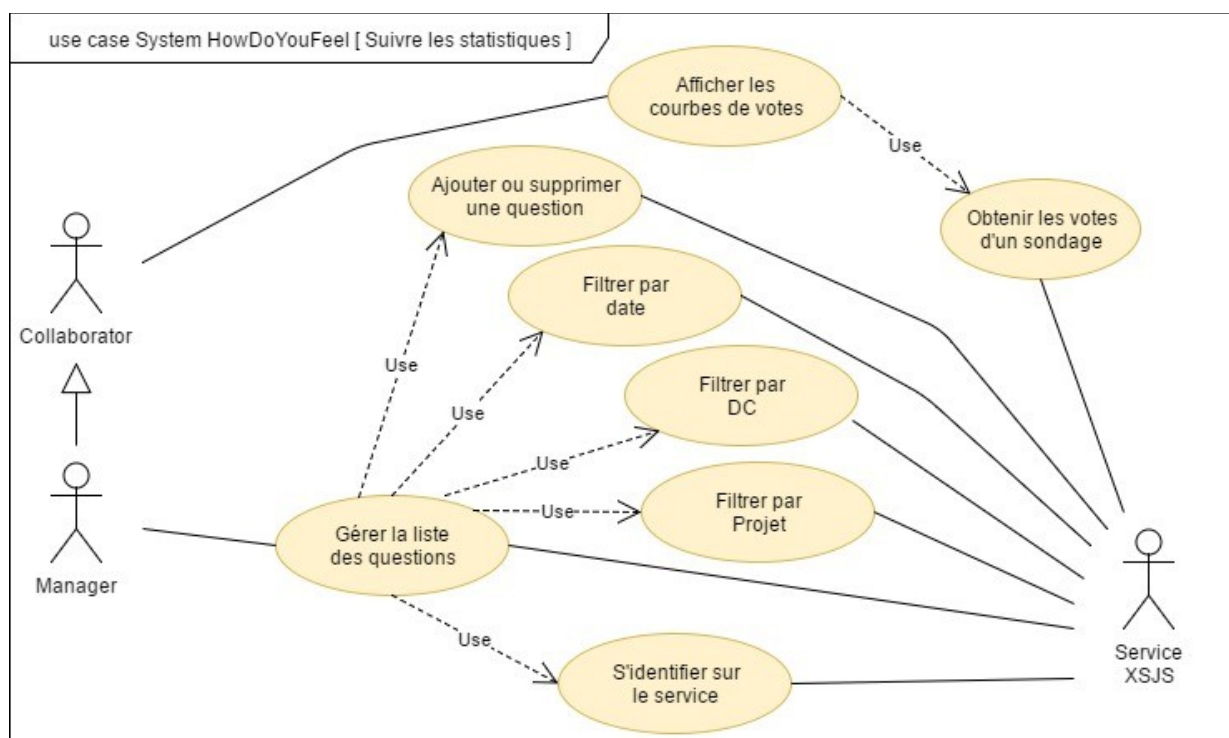 use case System HowDoYouFeel [ Suivre les statistiques ]
Afficher les
courbes de votes
Use
Ajouter ou supprimer
une question
Obtenir les votes
d'un sondage
Filtrer par
date
Collaborator
Use
Use
Filtrer par
DC
Use
Filtrer par
Projet
Use
Gérer la liste
des questions
Manager
Use
S'identifier sur
le service
Service
XSJS